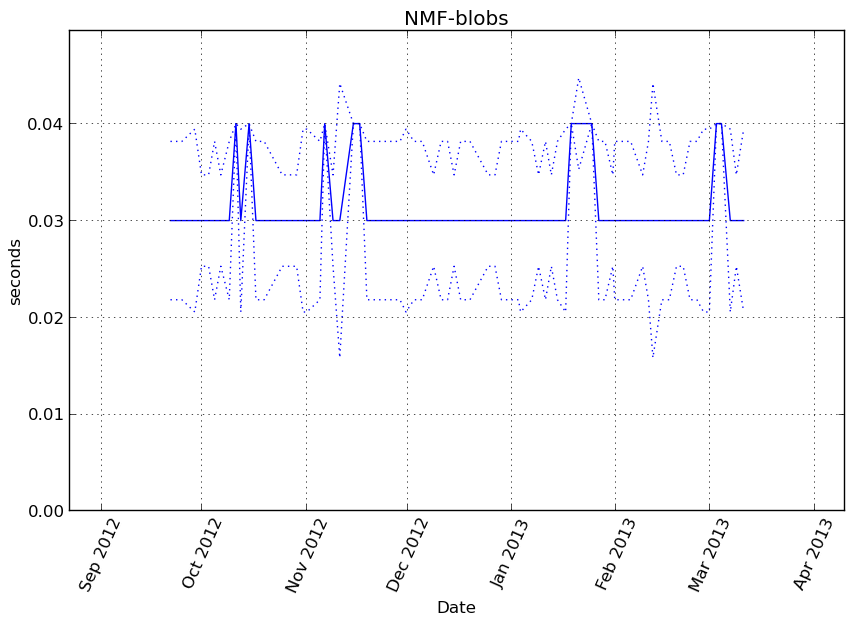 NMF-blobs
seconds
0.04
0.03
0.02
0.01
0.00
Sep 2012
Oct 2012
Nov 2012
Dec 2012
Jan 2013
Feb 2013
Mar 2013
Apr 2013
Date